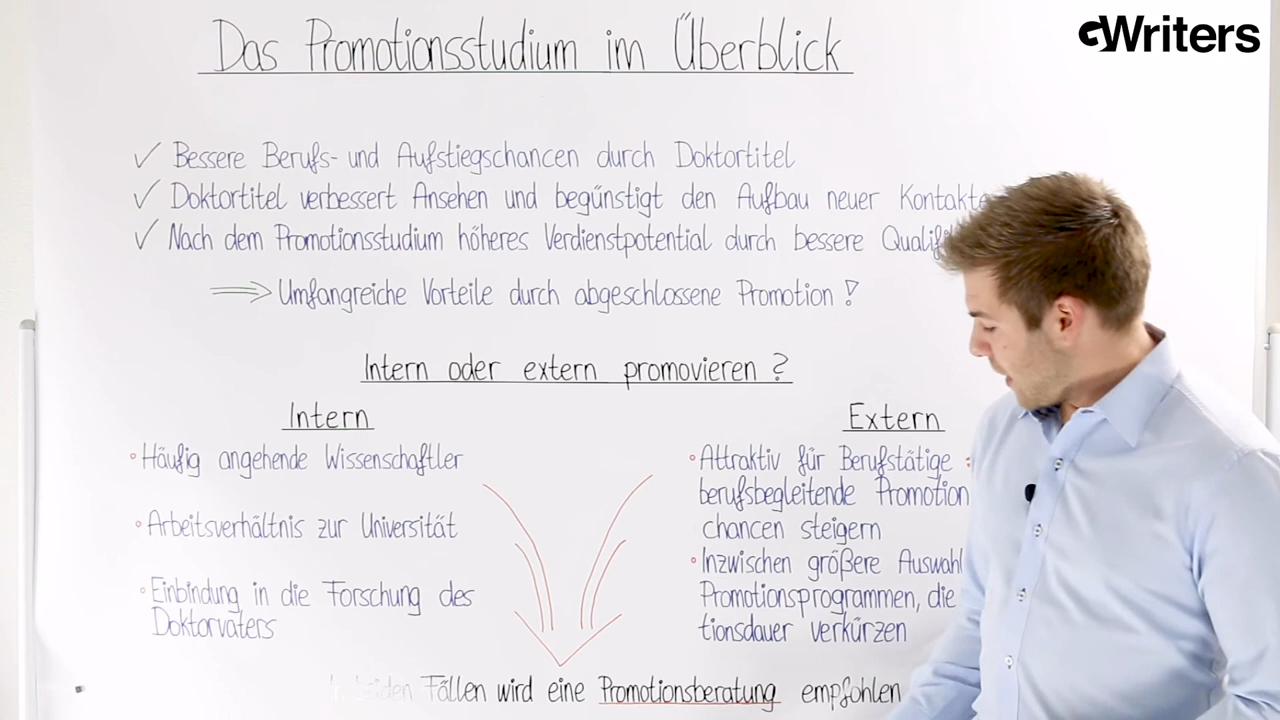 Das Promotionsstudium im Überblick
GWriters
✓ Bessere Berufs- und Aufstiegschancen durch Doktortitel
✓ Doktortitel verbessert Ansehen und begünstigt den Aufbau neuer Kontakte
✓ Nach dem Promotionsstudium höheres Verdienstpotential durch bessere
⇒ Umfangreiche Vorteile durch abgeschlossene Promotion!
Intern oder extern promovieren?
Intern
• Häufig angehende Wissenschaftler
• Arbeitsverhältnis zur Universität
• Einbindung in die Forschung des
Doktorvaters
Extern
• Attraktiv für Berufstätige
berufsbegleitende Promotion
chancen steigern
• Inzwischen größere Auswahl
Promotionsprogrammen, die
tionsdauer verkürzen
beiden Fällen wird eine Promotionsberatung empfohlen